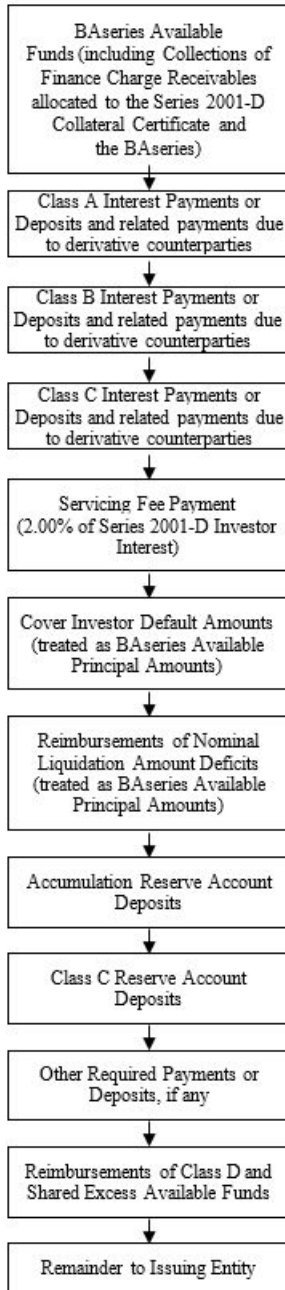 BAseries Available
Funds (including Collections of
Finance Charge Receivables
allocated to the Series 2001-D
Collateral Certificate and
the BAseries)
Class A Interest Payments or
Deposits and related payments due
to derivative counterparties
Class B Interest Payments or
Deposits and related payments due
to derivative counterparties
Class C Interest Payments or
Deposits and related payments due
to derivative counterparties
Servicing Fee Payment
(2.00% of Series 2001-D Investor
Interest)
Cover Investor Default Amounts
(treated as BAseries Available
Principal Amounts)
Reimbursements of Nominal
Liquidation Amount Deficits
(treated as BAseries Available
Principal Amounts)
Accumulation Reserve Account
Deposits
Class C Reserve Account
Deposits
Other Required Payments or
Deposits, if any
Reimbursements of Class D and
Shared Excess Available Funds
Remainder to Issuing Entity